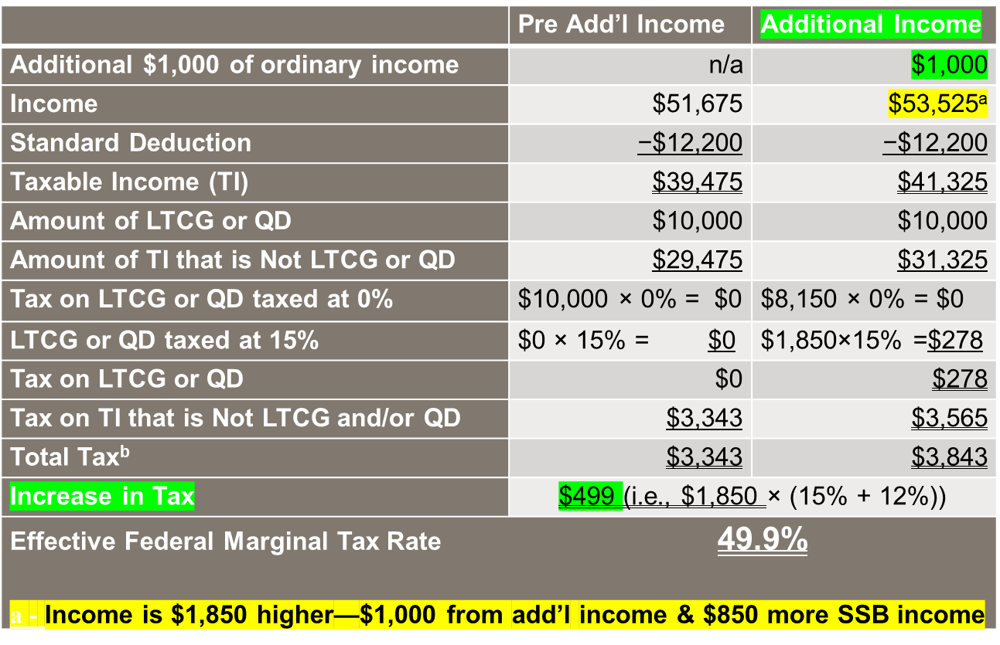 Pre Add’l Income Additional Income
Additional $1,000 of ordinary income n/a $1,000
Income $51,675 $53,525ᵃ
Standard Deduction −$12,200 −$12,200
Taxable Income (TI) $39,475 $41,325
Amount of LTCG or QD $10,000 $10,000
Amount of TI that is Not LTCG or QD $29,475 $31,325
Tax on LTCG or QD taxed at 0% $10,000 × 0% = $0 $8,150 × 0% = $0
LTCG or QD taxed at 15% $0 × 15% = $0 $1,850×15% =$278
Tax on LTCG or QD $0 $278
Tax on TI that is Not LTCG and/or QD $3,343 $3,565
Total Taxᵇ $3,343 $3,843
Increase in Tax $499 (i.e., $1,850 × (15% + 12%))
Effective Federal Marginal Tax Rate 49.9%
a - Income is $1,850 higher—$1,000 from add’l income & $850 more SSB income